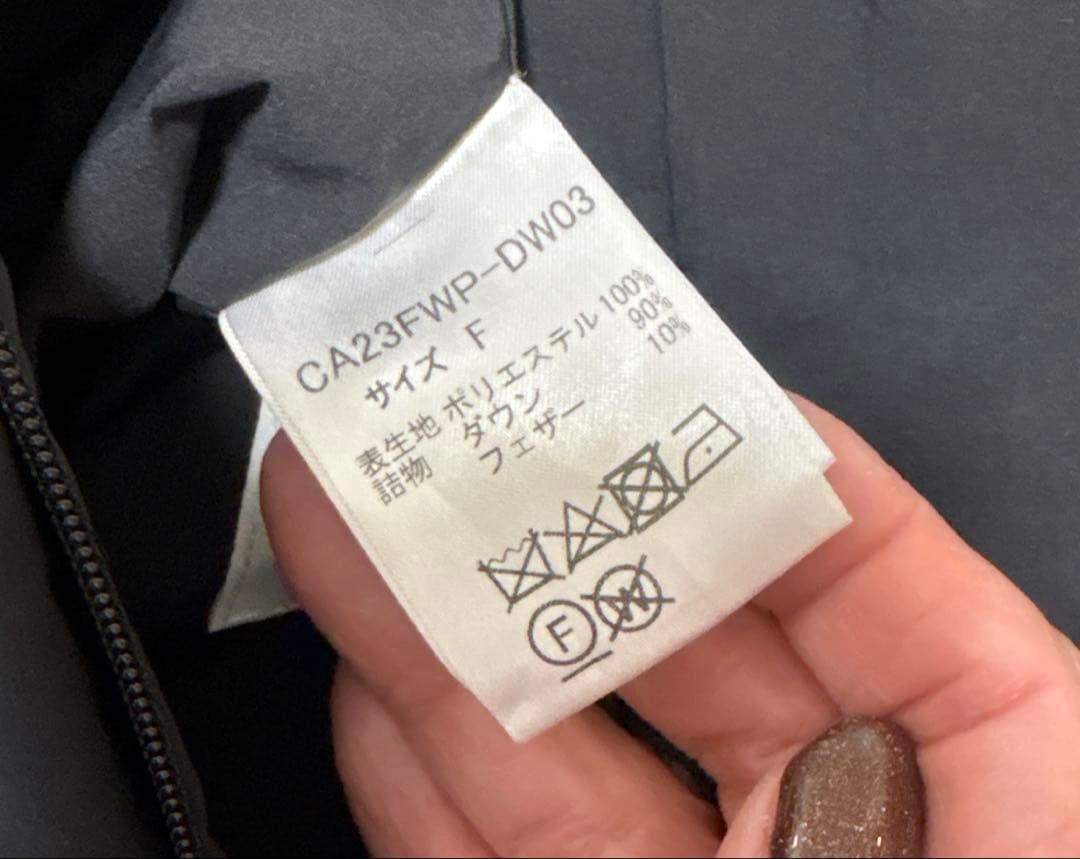 CA23FWP-DW03
サイズ F
表生地 ポリエステル 100%
詰物 ダウン 90%
フェザー 10%
F W